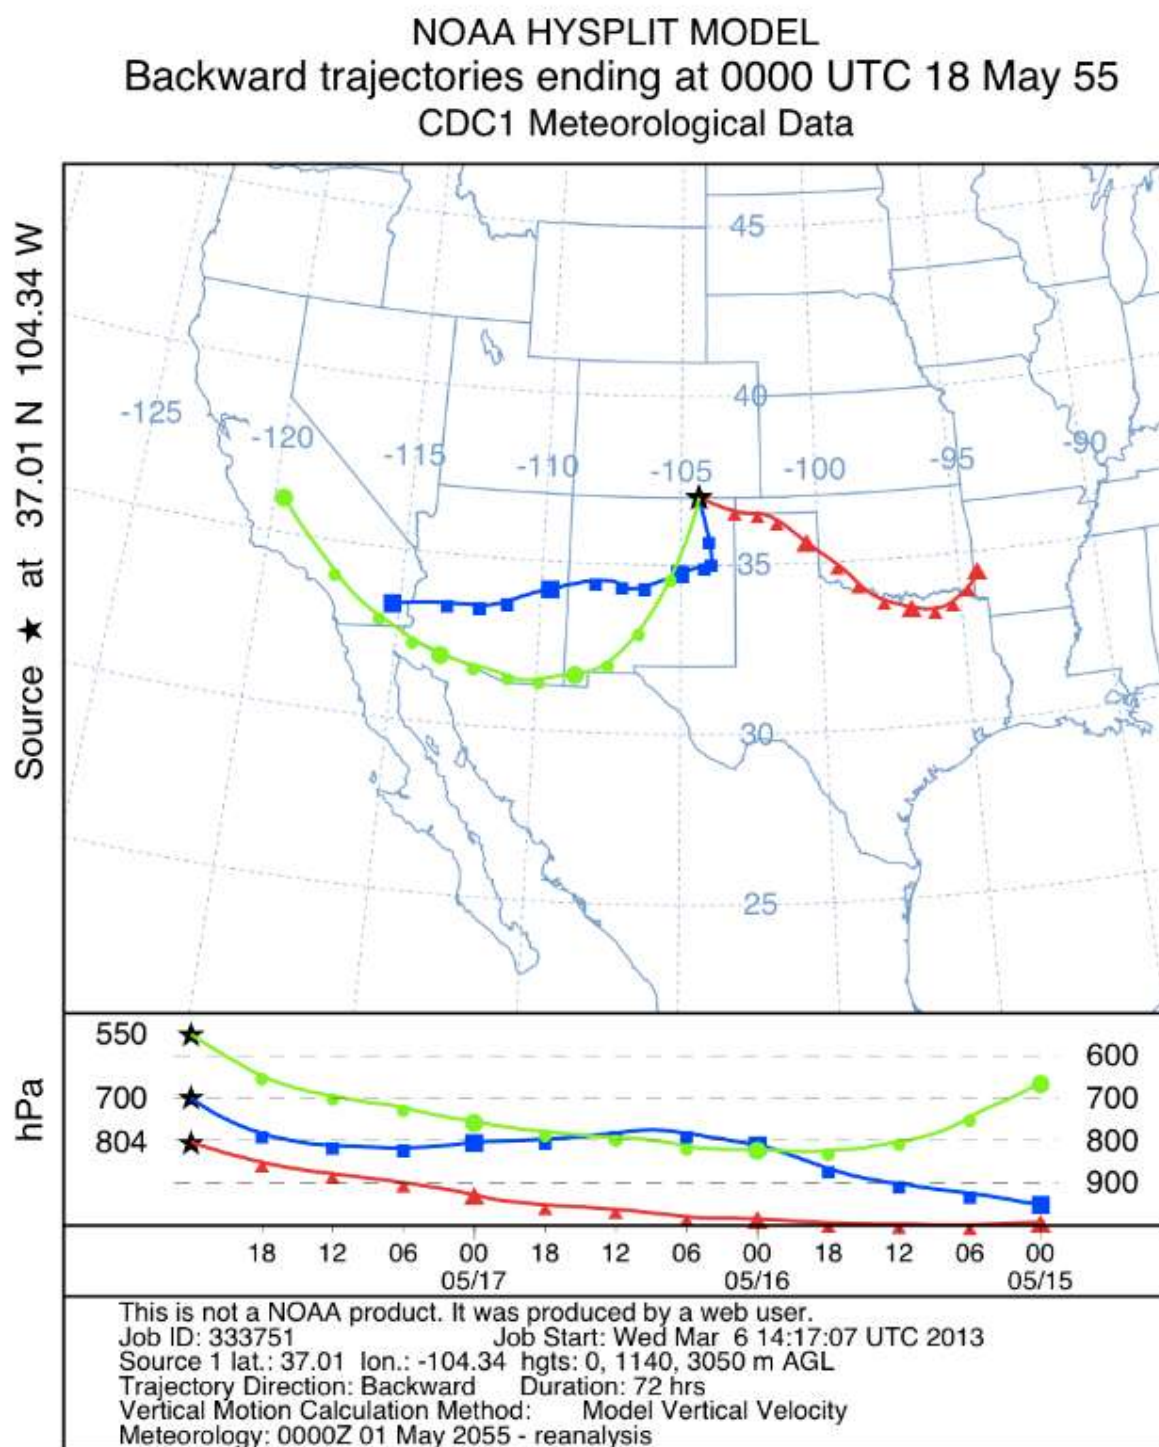 NOAA HYSPLIT MODEL
Backward trajectories ending at 0000 UTC 18 May 55
CDC1 Meteorological Data
Source ★ at 37.01 N 104.34 W
45
40
-125
-120
-115
-110
-105
-100
-95
-90
35
30
25
hPa
550
600
700
700
804
800
900
18 12 06 00 18 12 06 00 18 12 06 00
05/17 05/16 05/15
This is not a NOAA product. It was produced by a web user.
Job ID: 333751 Job Start: Wed Mar 6 14:17:07 UTC 2013
Source 1 lat.: 37.01 lon.: -104.34 hgts: 0, 1140, 3050 m AGL
Trajectory Direction: Backward Duration: 72 hrs
Vertical Motion Calculation Method: Model Vertical Velocity
Meteorology: 0000Z 01 May 2055 - reanalysis